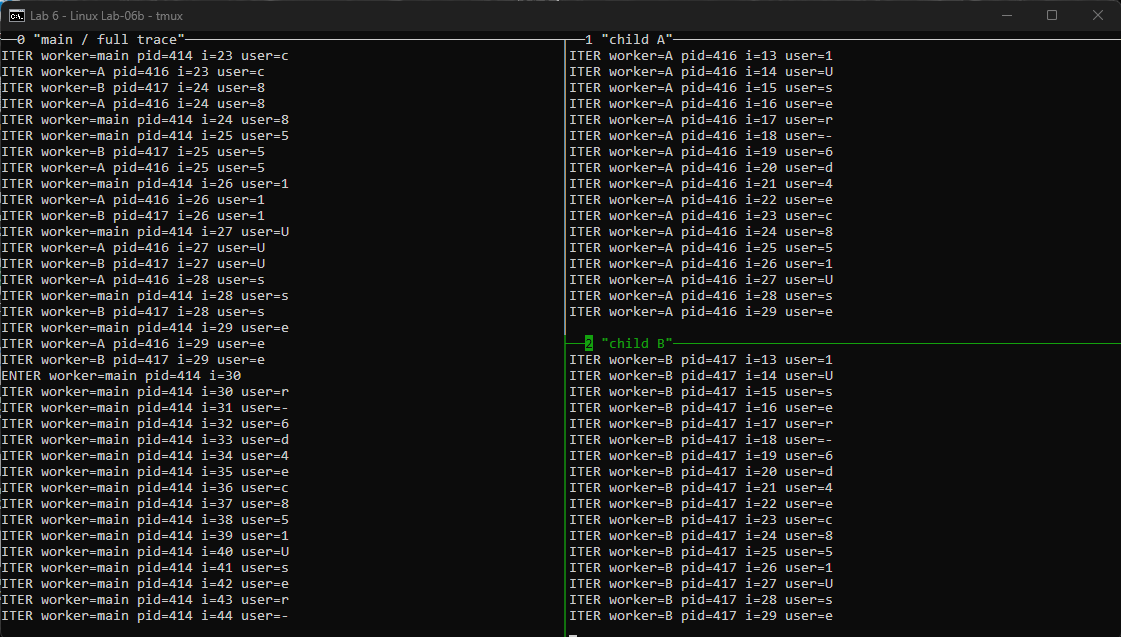 Lab 6 - Linux Lab-06b - tmux
0 "main / full trace"
ITER worker=main pid=414 i=23 user=c
ITER worker=A pid=416 i=23 user=c
ITER worker=B pid=417 i=24 user=8
ITER worker=A pid=416 i=24 user=8
ITER worker=main pid=414 i=24 user=8
ITER worker=main pid=414 i=25 user=5
ITER worker=B pid=417 i=25 user=5
ITER worker=A pid=416 i=25 user=5
ITER worker=main pid=414 i=26 user=1
ITER worker=A pid=416 i=26 user=1
ITER worker=B pid=417 i=26 user=1
ITER worker=main pid=414 i=27 user=U
ITER worker=A pid=416 i=27 user=U
ITER worker=B pid=417 i=27 user=U
ITER worker=A pid=416 i=28 user=s
ITER worker=main pid=414 i=28 user=s
ITER worker=B pid=417 i=28 user=s
ITER worker=main pid=414 i=29 user=e
ITER worker=A pid=416 i=29 user=e
ITER worker=B pid=417 i=29 user=e
ENTER worker=main pid=414 i=30
ITER worker=main pid=414 i=30 user=r
ITER worker=main pid=414 i=31 user=-
ITER worker=main pid=414 i=32 user=6
ITER worker=main pid=414 i=33 user=d
ITER worker=main pid=414 i=34 user=4
ITER worker=main pid=414 i=35 user=e
ITER worker=main pid=414 i=36 user=c
ITER worker=main pid=414 i=37 user=8
ITER worker=main pid=414 i=38 user=5
ITER worker=main pid=414 i=39 user=1
ITER worker=main pid=414 i=40 user=U
ITER worker=main pid=414 i=41 user=s
ITER worker=main pid=414 i=42 user=e
ITER worker=main pid=414 i=43 user=r
ITER worker=main pid=414 i=44 user=-
1 "child A"
ITER worker=A pid=416 i=13 user=1
ITER worker=A pid=416 i=14 user=U
ITER worker=A pid=416 i=15 user=s
ITER worker=A pid=416 i=16 user=e
ITER worker=A pid=416 i=17 user=r
ITER worker=A pid=416 i=18 user=-
ITER worker=A pid=416 i=19 user=6
ITER worker=A pid=416 i=20 user=d
ITER worker=A pid=416 i=21 user=4
ITER worker=A pid=416 i=22 user=e
ITER worker=A pid=416 i=23 user=c
ITER worker=A pid=416 i=24 user=8
ITER worker=A pid=416 i=25 user=5
ITER worker=A pid=416 i=26 user=1
ITER worker=A pid=416 i=27 user=U
ITER worker=A pid=416 i=28 user=s
ITER worker=A pid=416 i=29 user=e
2 "child B"
ITER worker=B pid=417 i=13 user=1
ITER worker=B pid=417 i=14 user=U
ITER worker=B pid=417 i=15 user=s
ITER worker=B pid=417 i=16 user=e
ITER worker=B pid=417 i=17 user=r
ITER worker=B pid=417 i=18 user=-
ITER worker=B pid=417 i=19 user=6
ITER worker=B pid=417 i=20 user=d
ITER worker=B pid=417 i=21 user=4
ITER worker=B pid=417 i=22 user=e
ITER worker=B pid=417 i=23 user=c
ITER worker=B pid=417 i=24 user=8
ITER worker=B pid=417 i=25 user=5
ITER worker=B pid=417 i=26 user=1
ITER worker=B pid=417 i=27 user=U
ITER worker=B pid=417 i=28 user=s
ITER worker=B pid=417 i=29 user=e